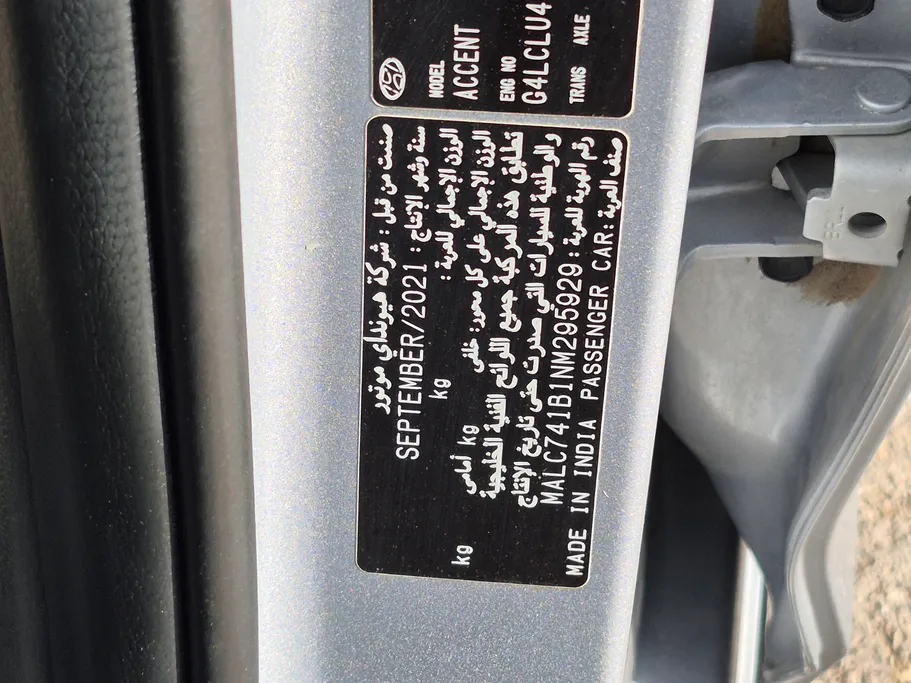 MODEL
ACCENT
ENG NO
G4LCLU4
TRANS AXLE
صنعت من قبل : شركة هيونداي موتور
سنة وشهر الإنتاج : SEPTEMBER/2021
الوزن الإجمالي للعربة : kg
الوزن الإجمالي على كل محور: خلفى kg أمامى kg
تطابق هذه المركبة جميع اللوائح الفنية الخليجية
والوطنية للسيارات التي صدرت حتى تاريخ الإنتاج
رقم الهوية للعربة : MALC741B1NM295929
صنف العربة: MADE IN INDIA PASSENGER CAR